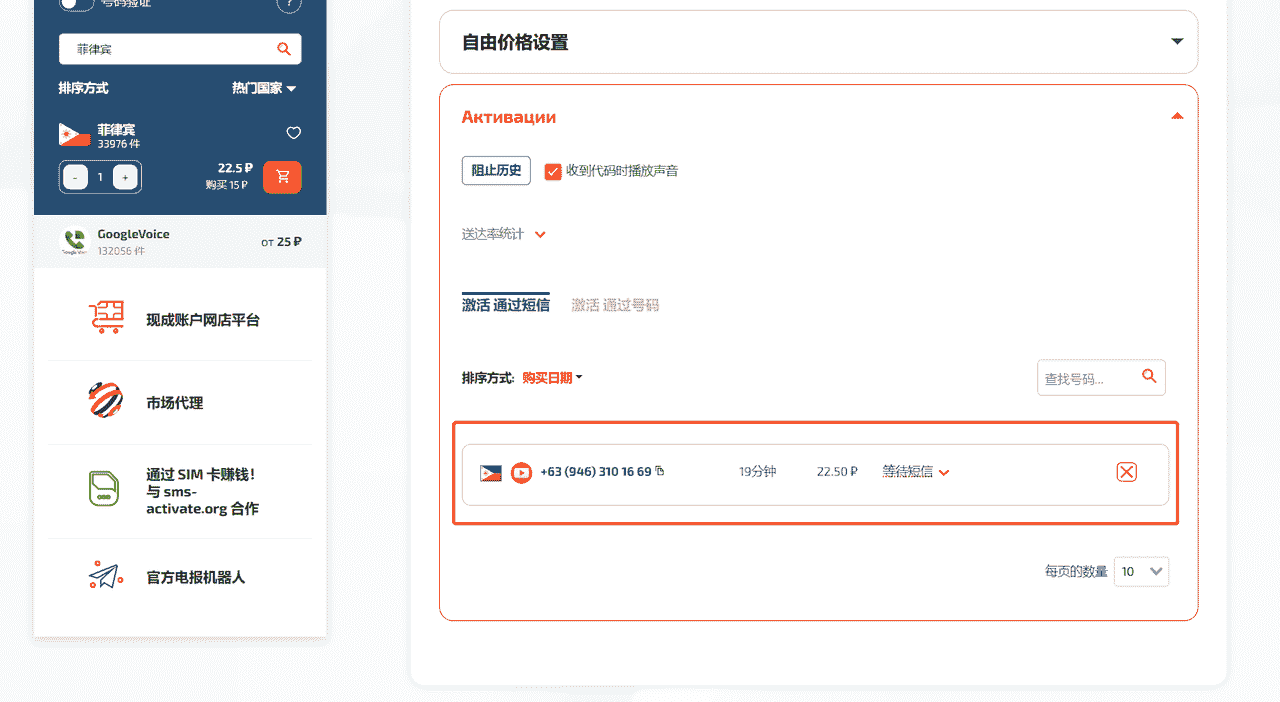 号码验证
?
菲律宾
排序方式
热门国家
菲律宾
33976 件
- 1 +
22.5 ₽
购买 15 ₽
GoogleVoice
132056 件
от 25 ₽
现成账户网店平台
市场代理
通过 SIM 卡赚钱！
与 sms-
activate.org 合作
官方电报机器人
自由价格设置
Активации
阻止历史
收到代码时播放声音
送达率统计
激活 通过短信
激活 通过号码
排序方式: 购买日期
查找号码...
+63 (946) 310 16 69
19分钟
22.50 ₽
等待短信
每页的数量
10